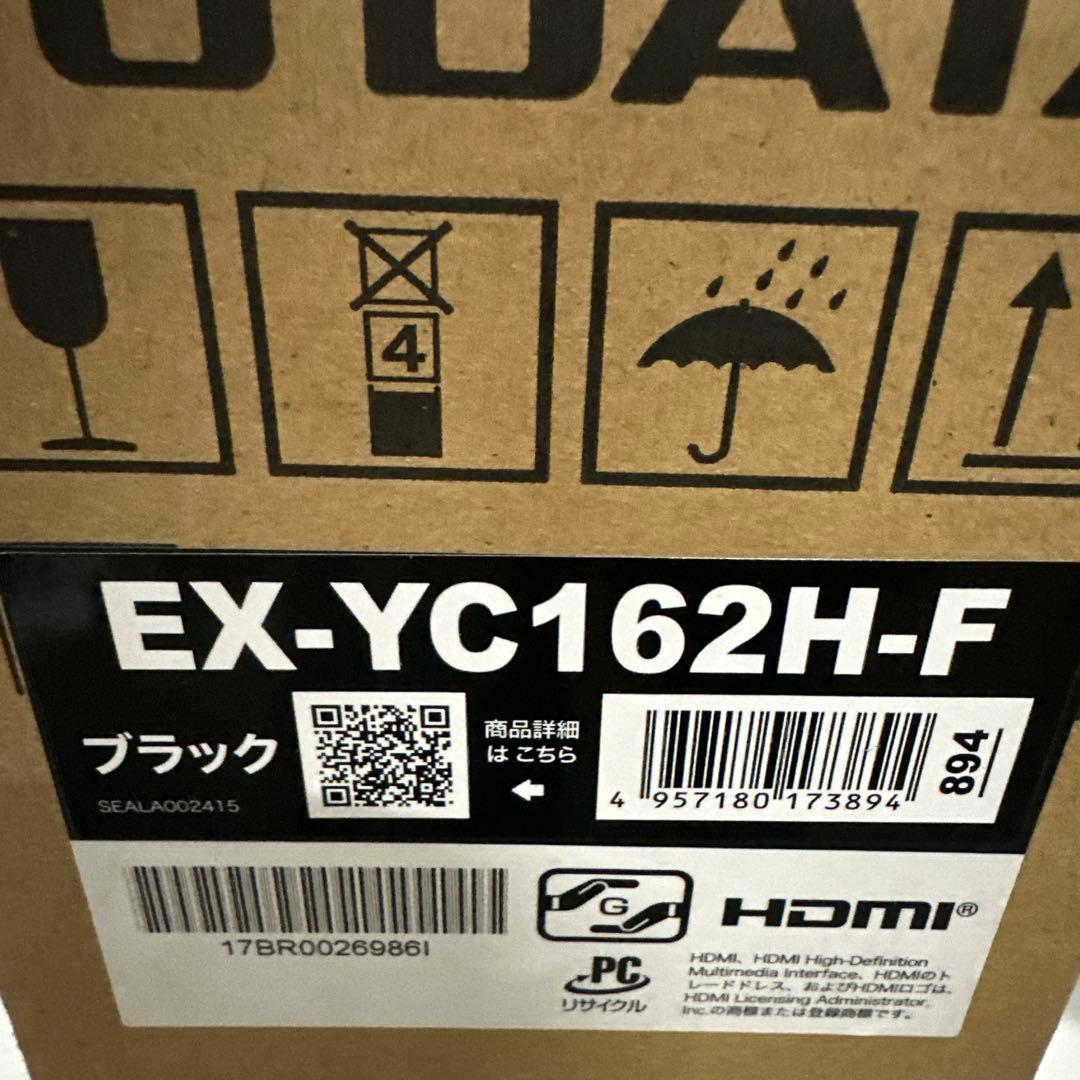 O DATA
4
EX-YC162H-F
ブラック
SEALA002415
商品詳細
は こちら
4 957180 173894
894
17BR0026986I
G
HDMI®
PC
リサイクル
HDMI、HDMI High-Definition
Multimedia Interface、HDMIのト
レードドレス、およびHDMIロゴは、
HDMI Licensing Administrator,
Inc.の商標または登録商標です。